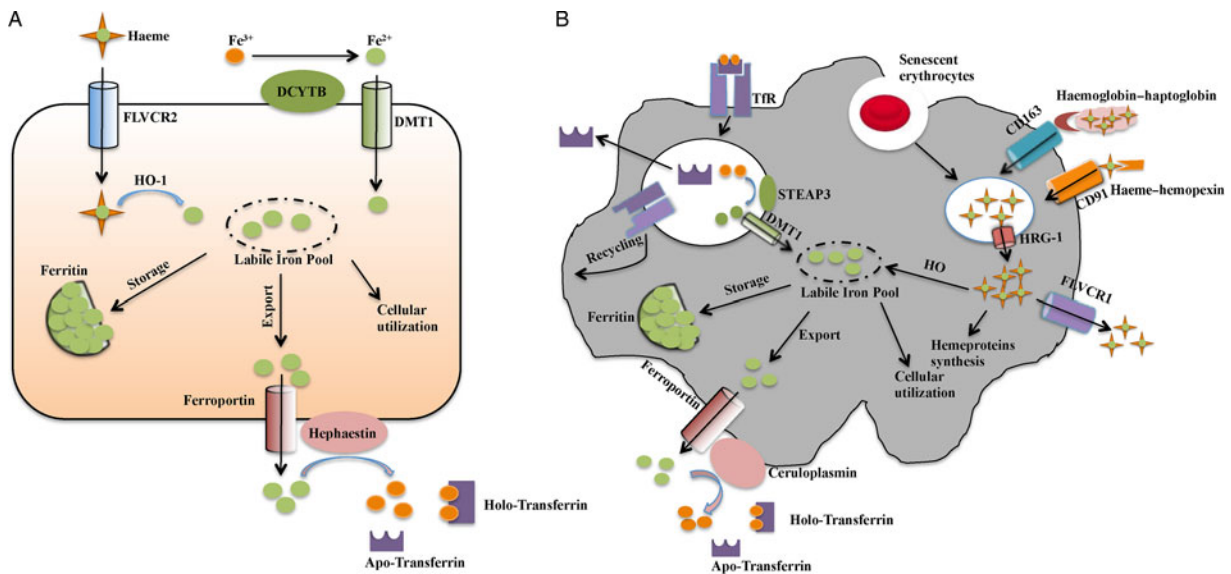 A
Haeme
Fe3+
Fe2+
DCYTB
FLVCR2
DMT1
HO-1
Labile Iron Pool
Ferritin
Storage
Export
Cellular
utilization
Ferroportin
Hephaestin
Holo-Transferrin
Apo-Transferrin
B
TfR
Senescent
erythrocytes
Haemoglobin–haptoglobin
CD163
CD91
Haeme–hemopexin
STEAP3
DMT1
HRG-1
Recycling
HO
FLVCR1
Labile Iron Pool
Storage
Ferritin
Export
Hemeproteins
synthesis
Cellular
utilization
Ferroportin
Ceruloplasmin
Holo-Transferrin
Apo-Transferrin